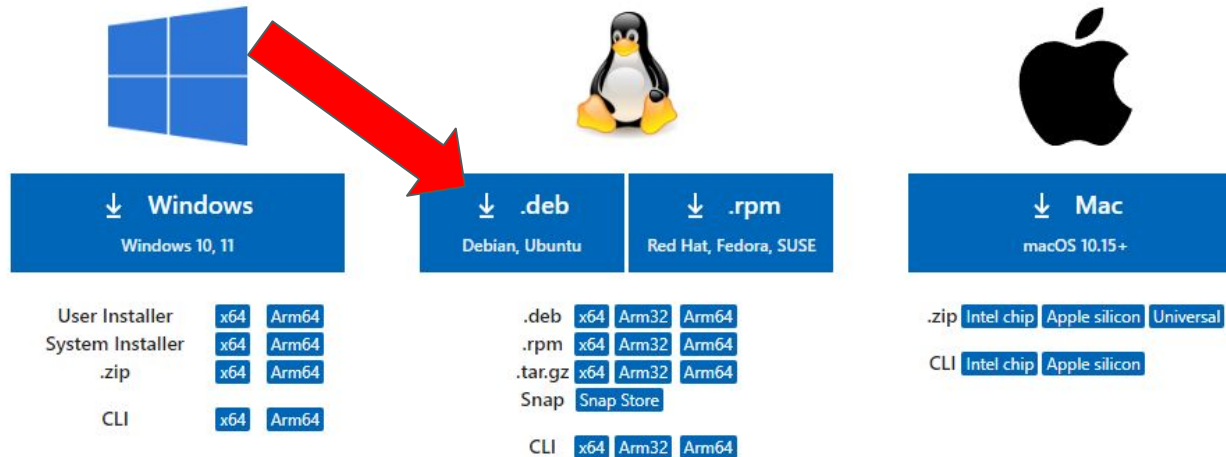 Windows
Windows 10, 11
User Installer x64 Arm64
System Installer x64 Arm64
.zip x64 Arm64
CLI x64 Arm64
.deb
Debian, Ubuntu
.rpm
Red Hat, Fedora, SUSE
.deb x64 Arm32 Arm64
.rpm x64 Arm32 Arm64
.tar.gz x64 Arm32 Arm64
Snap Snap Store
CLI x64 Arm32 Arm64
Mac
macOS 10.15+
.zip Intel chip Apple silicon Universal
CLI Intel chip Apple silicon